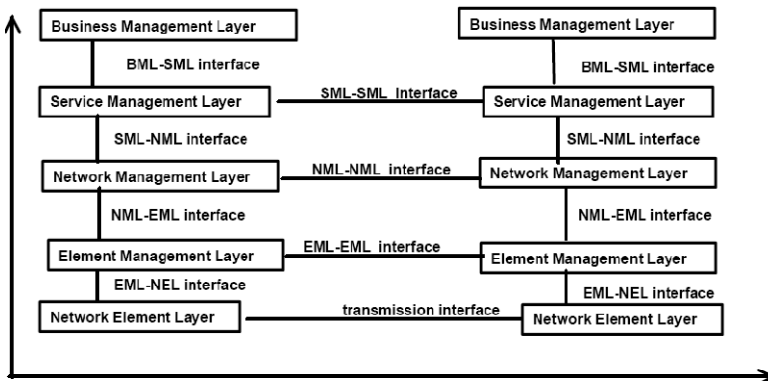 Business Management Layer Business Management Layer
BML-SML interface BML-SML interface
SML-SML Interface
Service Management Layer Service Management Layer
SML-NML interface SML-NML interface
NML-NML interface
Network Management Layer Network Management Layer
NML-EML interface NML-EML interface
EML-EML interface
Element Management Layer Element Management Layer
EML-NEL interface EML-NEL interface
transmission interface
Network Element Layer Network Element Layer